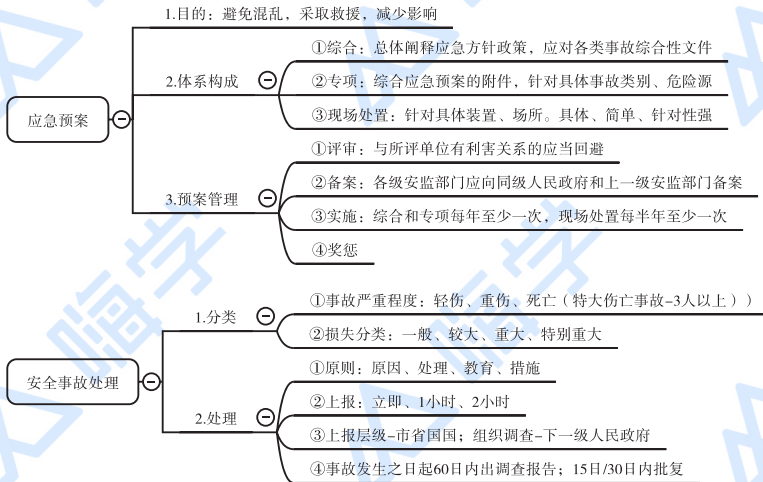 1.目的：避免混乱，采取救援，减少影响
①综合：总体阐释应急方针政策，应对各类事故综合性文件
2.体系构成
②专项：综合应急预案的附件，针对具体事故类别、危险源
③现场处置：针对具体装置、场所。具体、简单、针对性强
应急预案
①评审：与所评单位有利害关系的应当回避
②备案：各级安监部门应向同级人民政府和上一级安监部门备案
3.预案管理
③实施：综合和专项每年至少一次，现场处置每半年至少一次
④奖惩
①事故严重程度：轻伤、重伤、死亡（特大伤亡事故-3人以上））
1.分类
②损失分类：一般、较大、重大、特别重大
安全事故处理
①原则：原因、处理、教育、措施
②上报：立即、1小时、2小时
2.处理
③上报层级-市省国国；组织调查-下一级人民政府
④事故发生之日起60日内出调查报告；15日/30日内批复
嗨学
嗨学